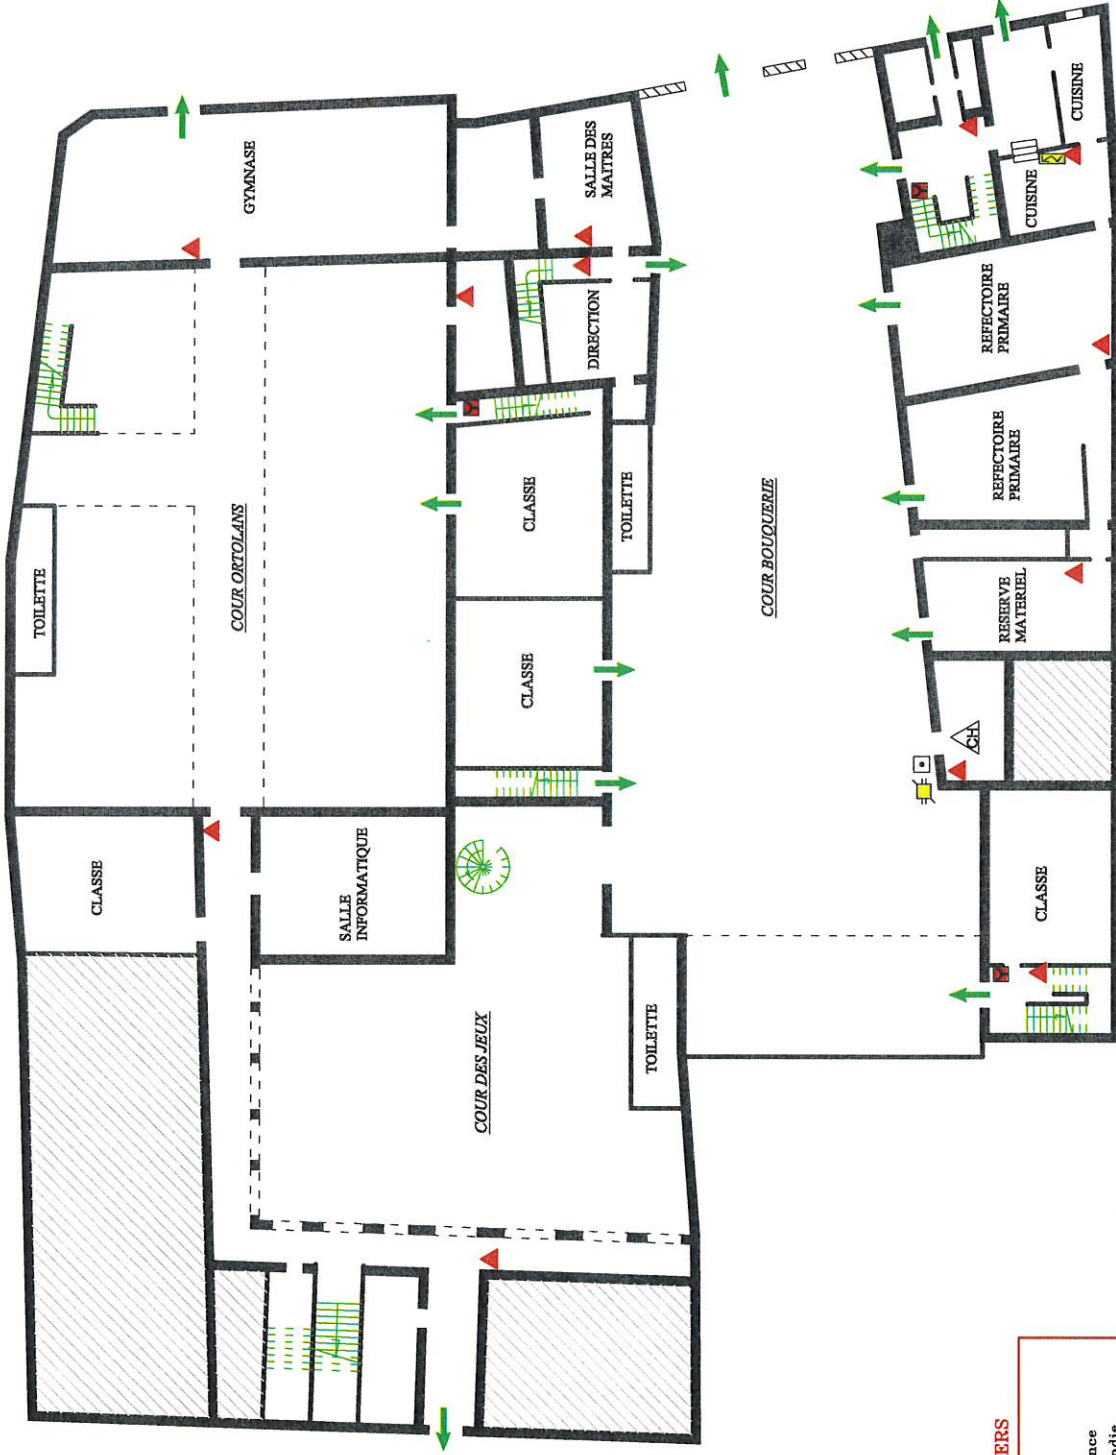 TOILETTE
CLASSE
COUR ORTOLANS
GYMNASE
SALLE
INFORMATIQUE
COUR DES JEUX
CLASSE
CLASSE
DIRECTION
SALLE DES
MAITRES
TOILETTE
TOILETTE
COUR BOUQUERIE
CH
RESERVE
MATERIEL
REFECTOIRE
PRIMAIRE
REFECTOIRE
PRIMAIRE
CLASSE
CUISINE
CUISINE
ERS
nce